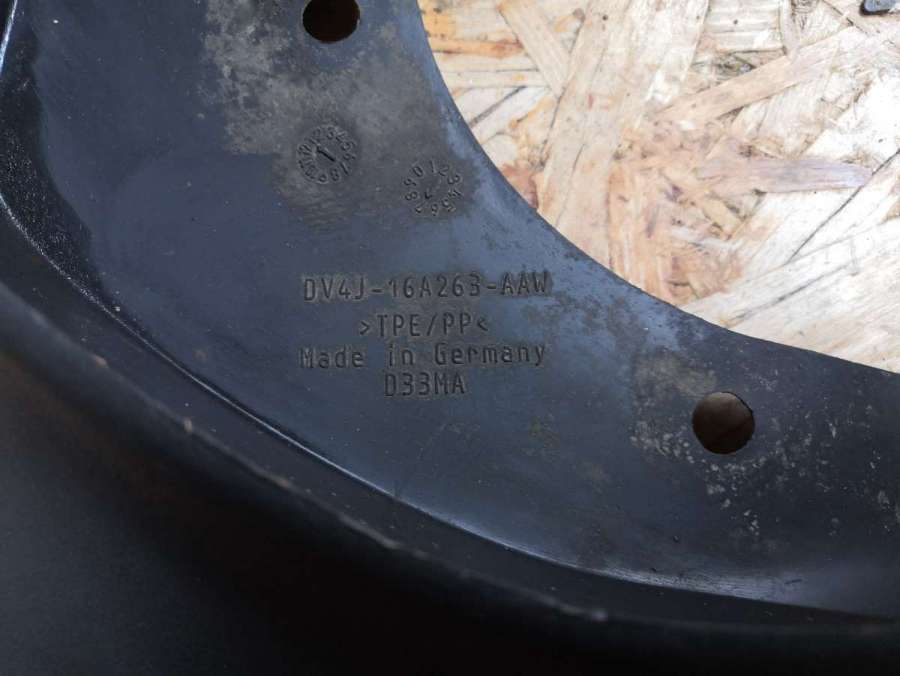 DV4J-16A263-AAW
>TPE/PP<
Made in Germany
D33MA